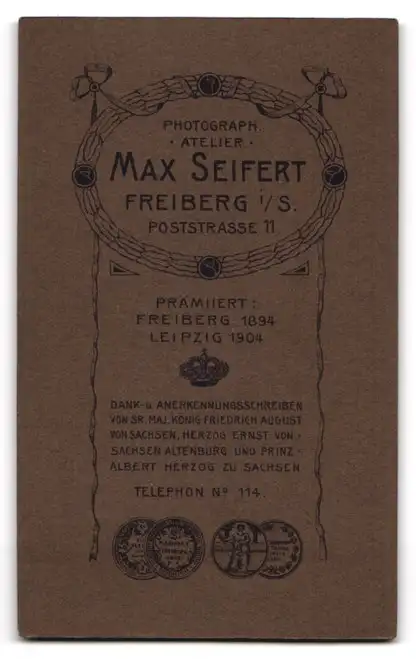 PHOTOGRAPH.
· ATELIER ·
MAX SEIFERT
FREIBERG i/S.
POSTSTRASSE 11
PRÄMIIERT:
FREIBERG 1894
LEIPZIG 1904
DANK- u. ANERKENNUNGSSCHREIBEN
VON SR. MAJ. KÖNIG FRIEDRICH AUGUST
VON SACHSEN, HERZOG ERNST VON ·
SACHSEN ALTENBURG UND PRINZ ·
ALBERT HERZOG ZU SACHSEN
TELEPHON No 114.